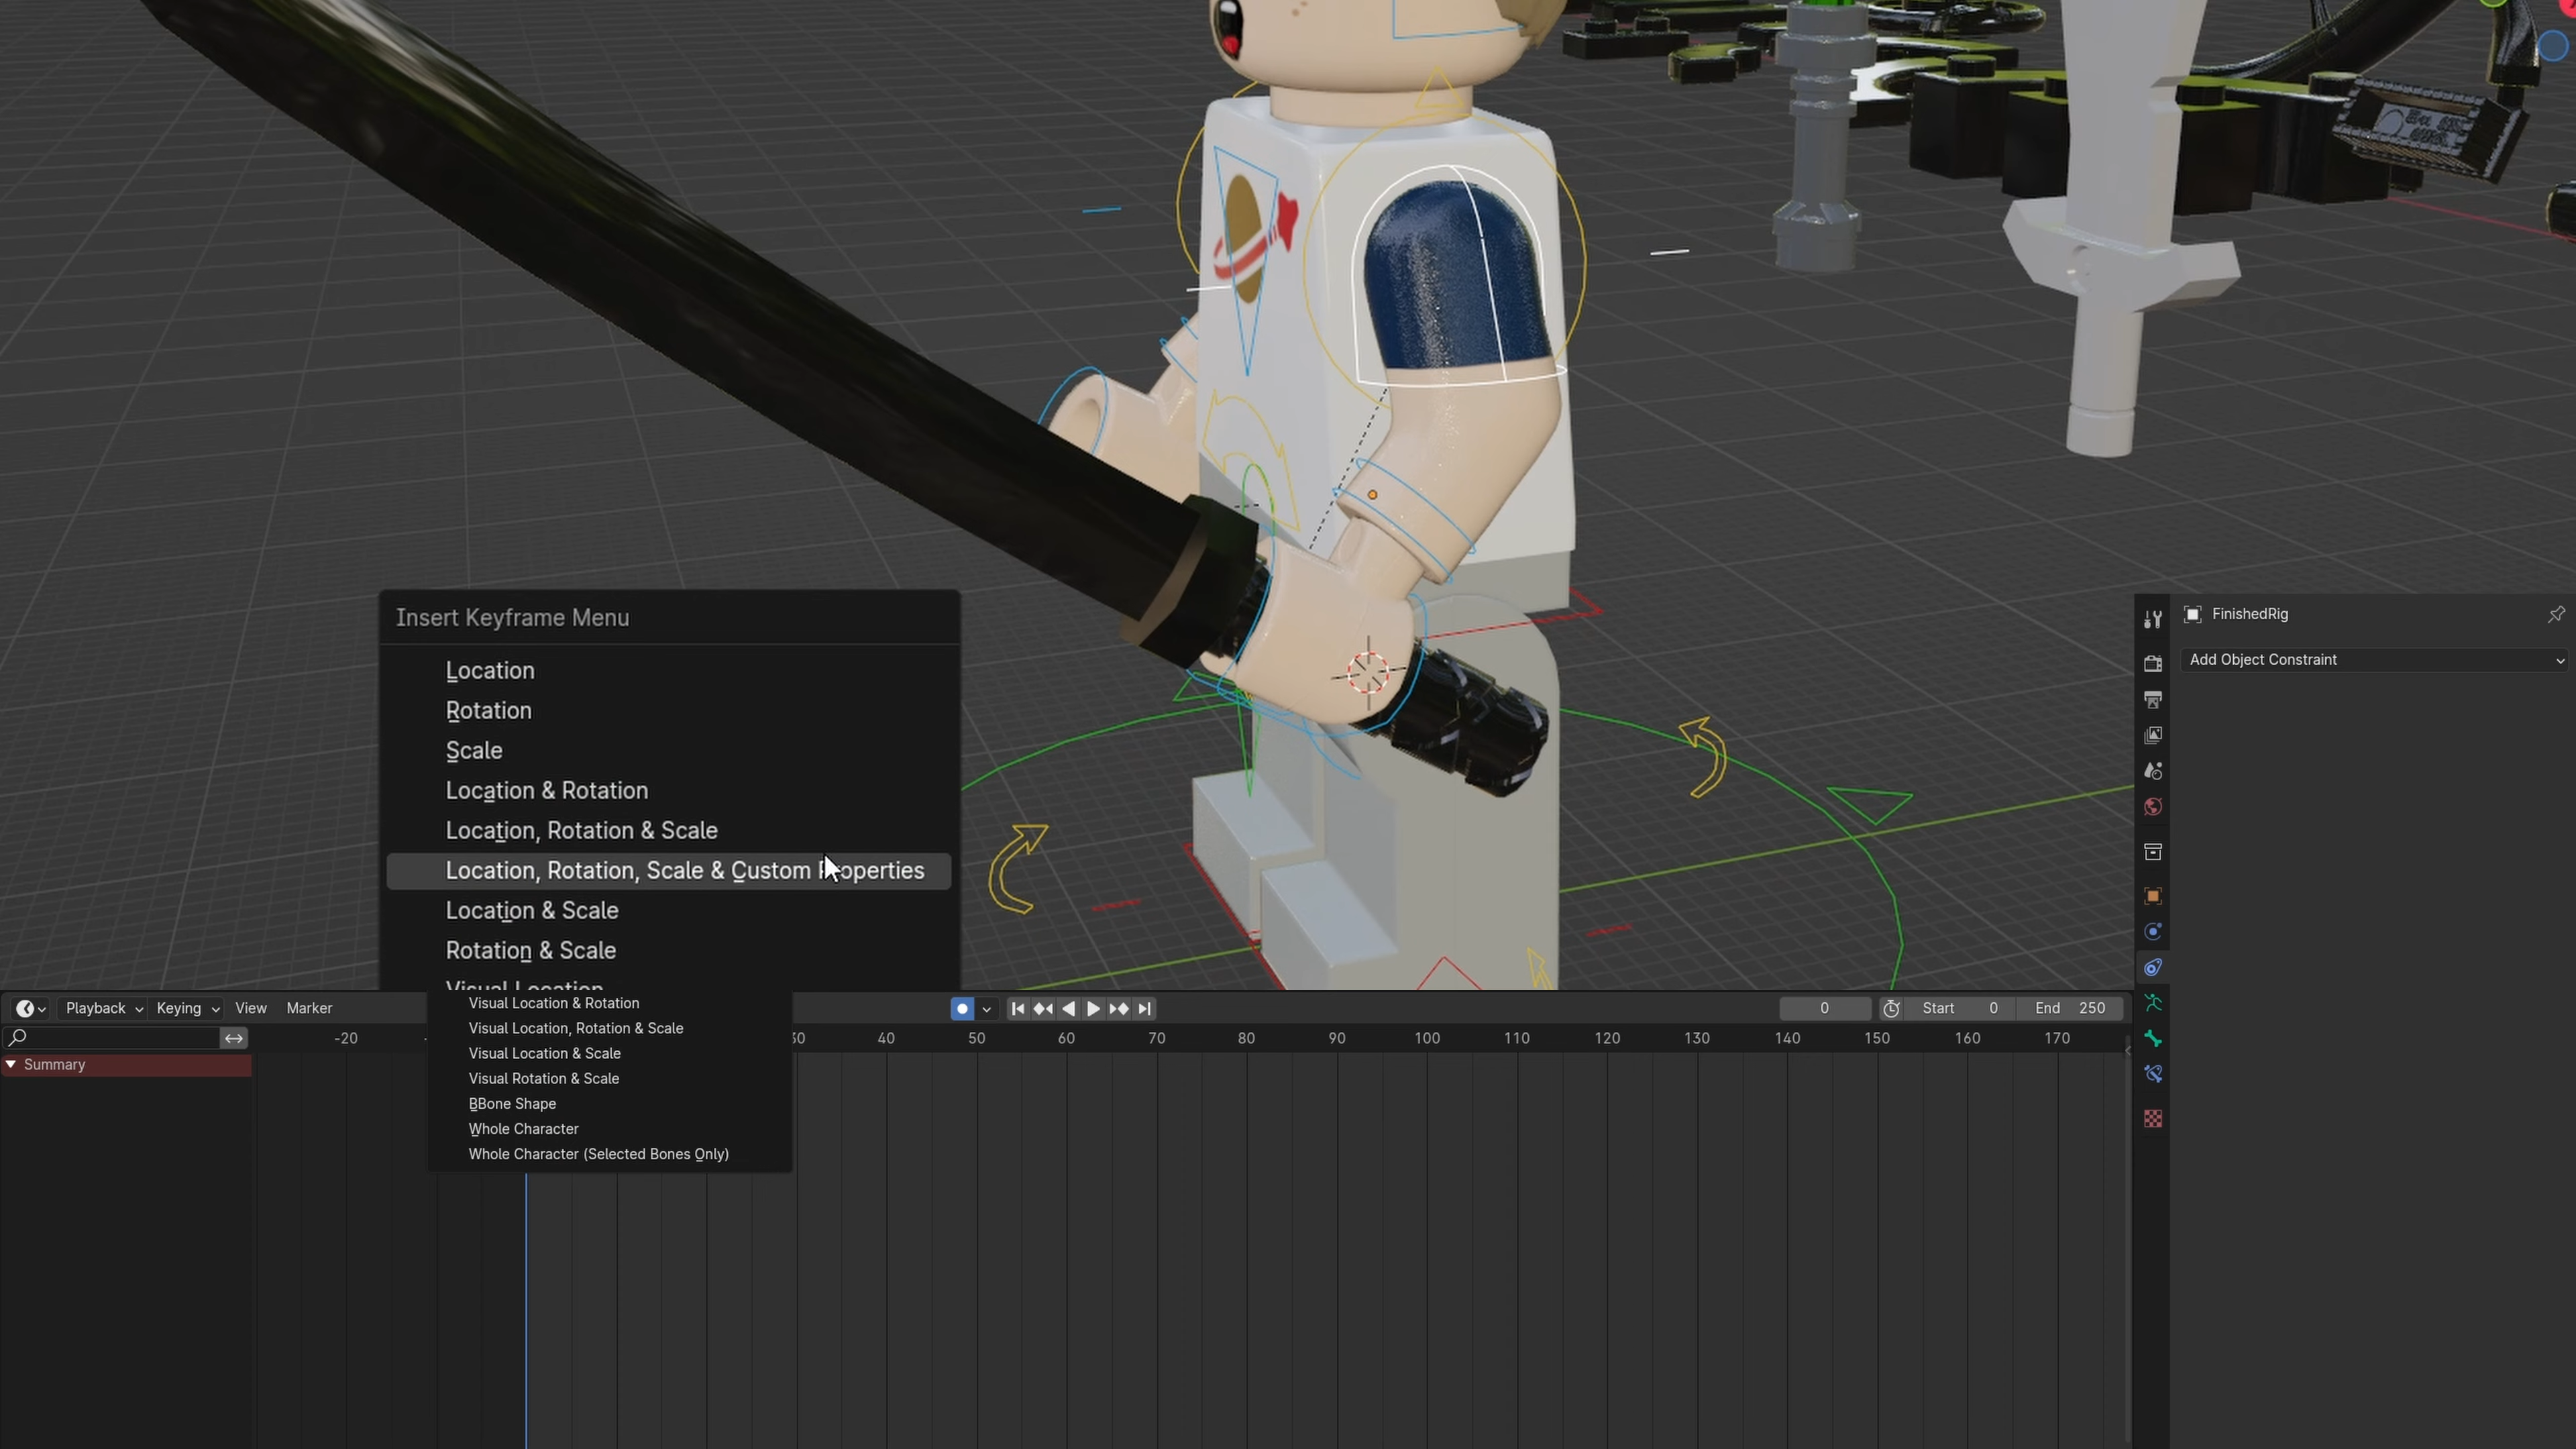 Insert Keyframe Menu
Location
Rotation
Scale
Location & Rotation
Location, Rotation & Scale
Location, Rotation, Scale & Custom
Location & Scale
Rotation & Scale
Visual Location
Visual Location & Rotation
Visual Location, Rotation & Scale
Visual Location & Scale
Visual Rotation & Scale
BBone Shape
Whole Character
Whole Character (Selected Bones Only)
FinishedRig
Add Object Constraint
Playback
Keying
View
Marker
0
Start 0
End 250
-20
40
50
60
70
80
90
100
110
120
130
140
150
160
170
Summary